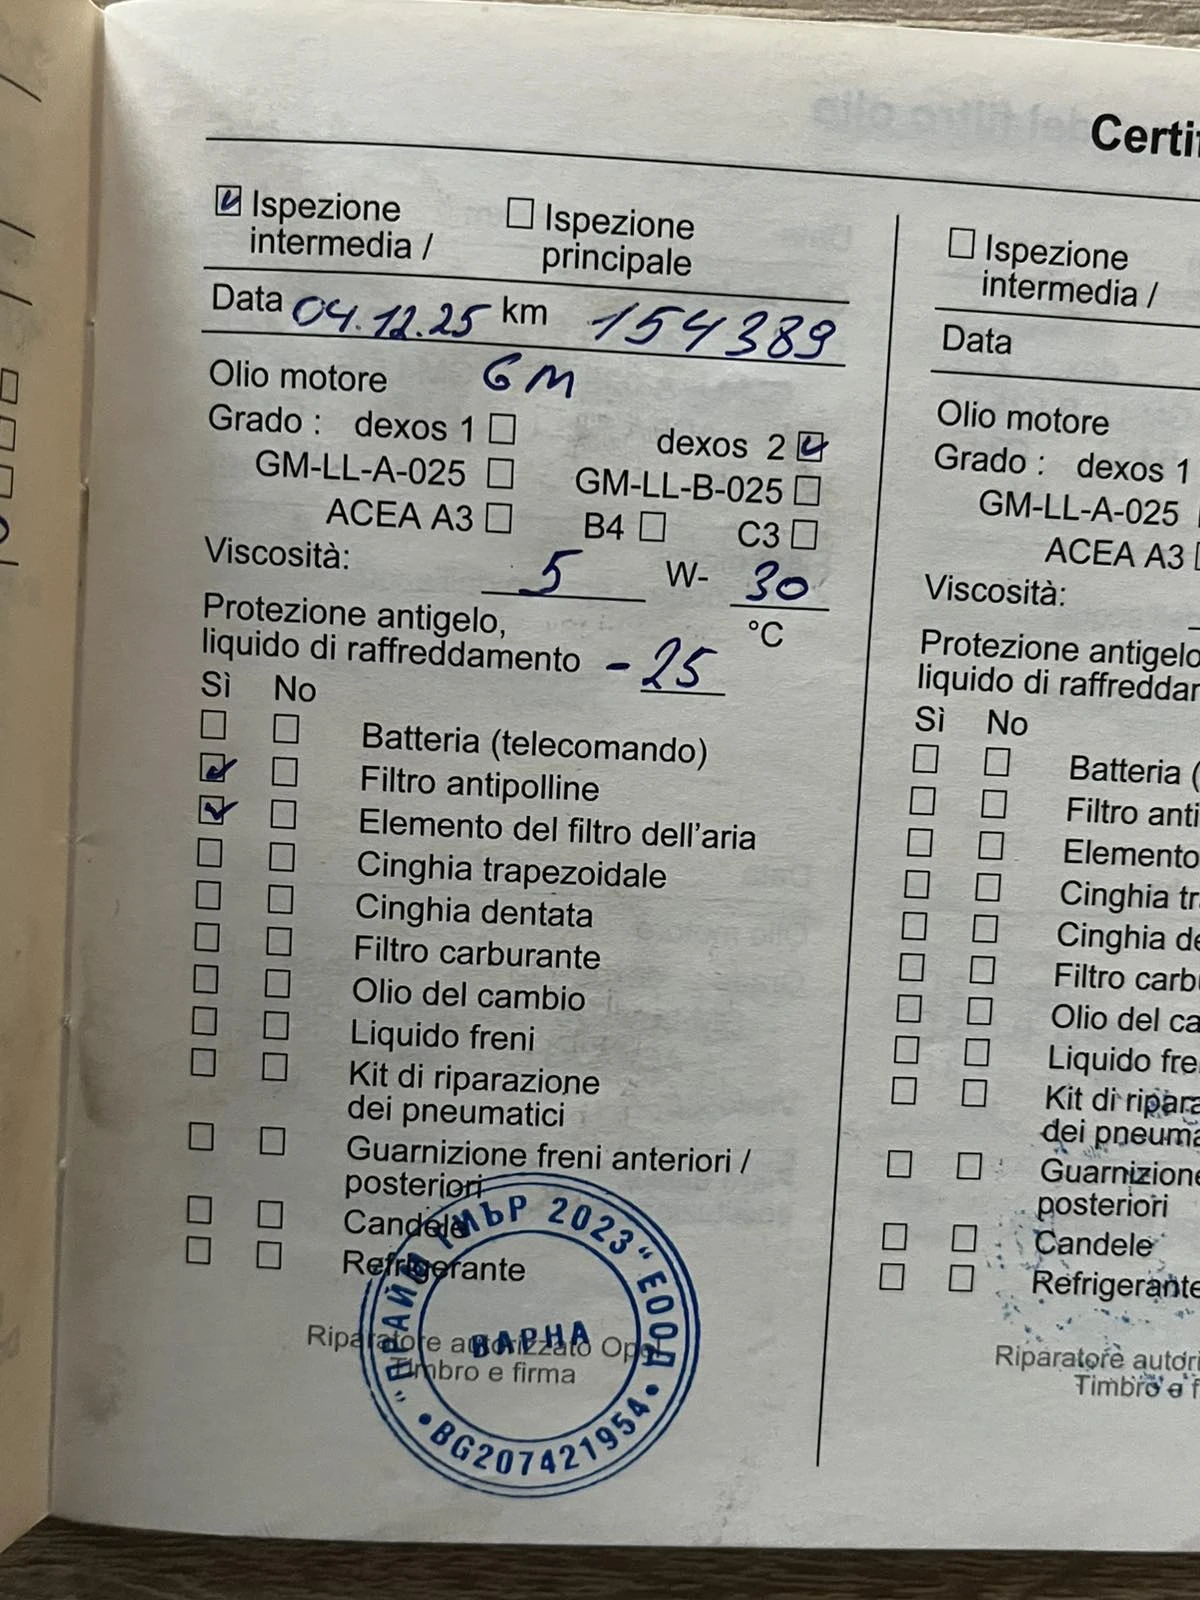 Certi
Ispezione
intermedia /
Ispezione
principale
Data 04.12.25 km 154389
Olio motore GM
Grado : dexos 1
dexos 2
GM-LL-A-025
GM-LL-B-025
ACEA A3
B4
C3
Viscosità: 5 W- 30
Protezione antigelo,
°C
liquido di raffreddamento -25
Sì No
Batteria (telecomando)
Filtro antipolline
Elemento del filtro dell'aria
Cinghia trapezoidale
Cinghia dentata
Filtro carburante
Olio del cambio
Liquido freni
Kit di riparazione
dei pneumatici
Guarnizione freni anteriori /
posteriori
Candele
Refrigerante
Riparatore autorizzato Opel
Timbro e firma
ВАРНА
2023" ЕООД
BG207421954
Ispezione
intermedia /
Data
Olio motore
Grado : dexos 1
GM-LL-A-025
ACEA A3
Viscosità:
Protezione antigelo
liquido di raffreddar
Sì No
Batteria (
Filtro anti
Elemento
Cinghia tr
Cinghia de
Filtro carb
Olio del ca
Liquido fre
Kit di ripara
dei pneuma
Guarnizione
posteriori
Candele
Refrigerante
Riparatore autori
Timbro e f